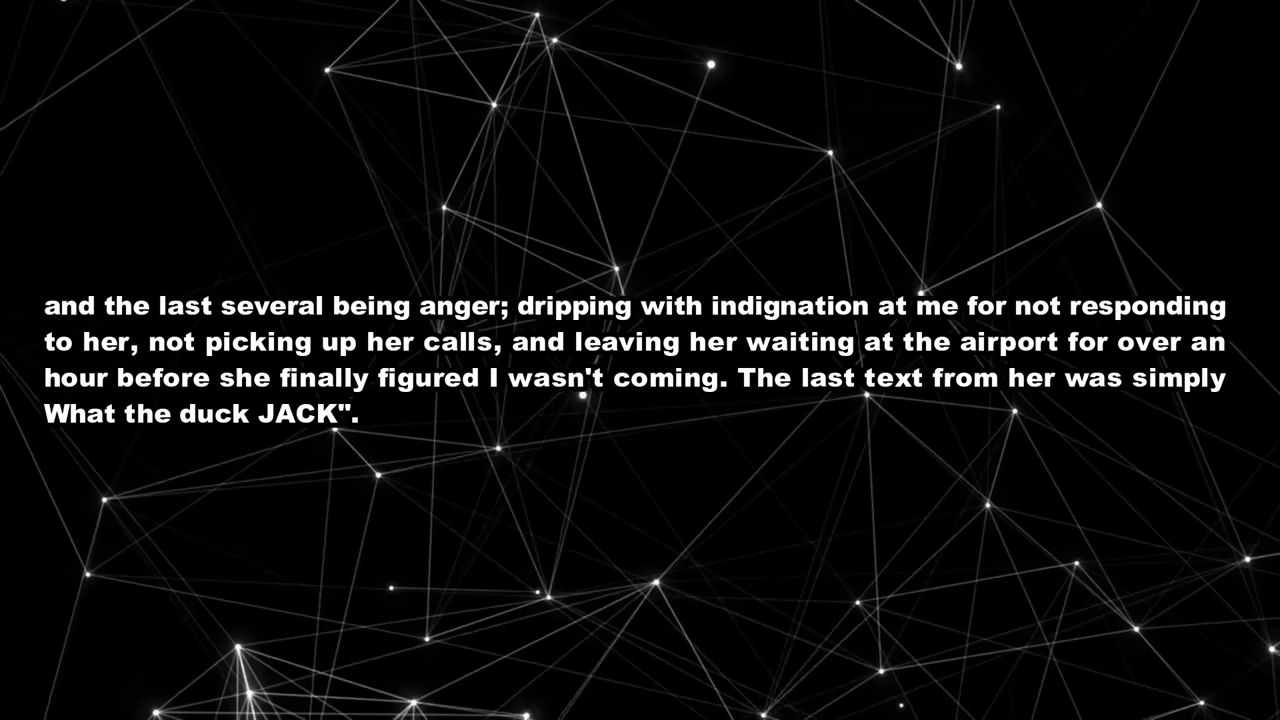 and the last several being anger; dripping with indignation at me for not responding
to her, not picking up her calls, and leaving her waiting at the airport for over an
hour before she finally figured I wasn't coming. The last text from her was simply
What the duck JACK".